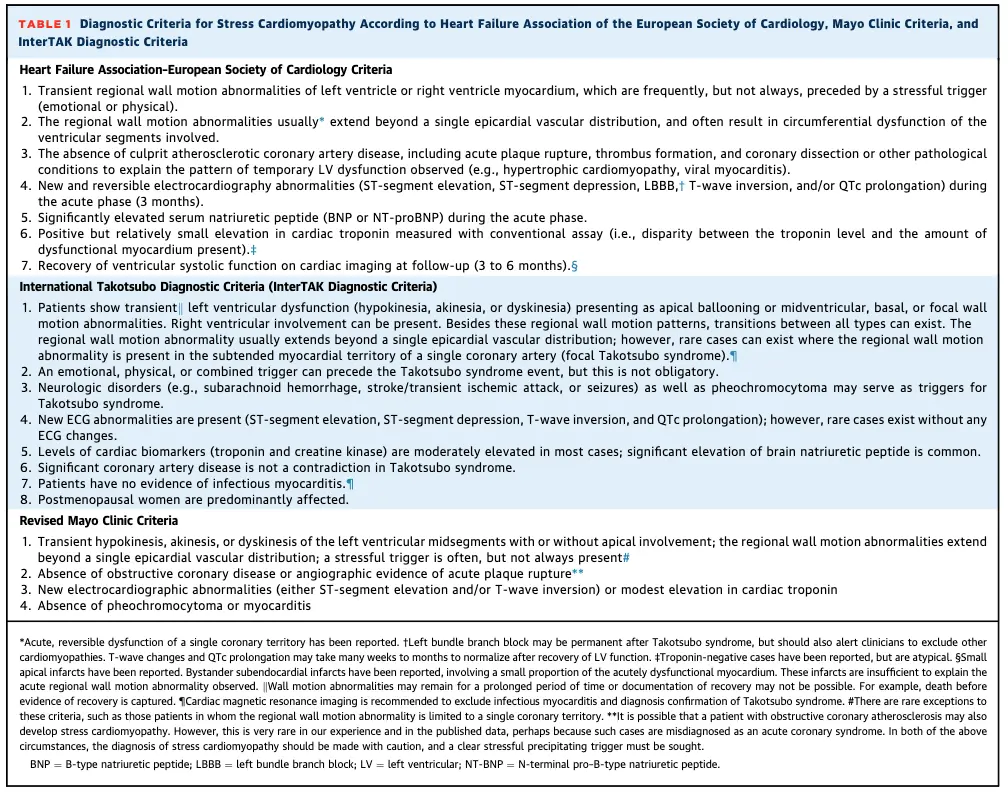 TABLE 1 Diagnostic Criteria for Stress Cardiomyopathy According to Heart Failure Association of the European Society of Cardiology, Mayo Clinic Criteria, and
InterTAK Diagnostic Criteria
Heart Failure Association–European Society of Cardiology Criteria
1. Transient regional wall motion abnormalities of left ventricle or right ventricle myocardium, which are frequently, but not always, preceded by a stressful trigger
(emotional or physical).
2. The regional wall motion abnormalities usually* extend beyond a single epicardial vascular distribution, and often result in circumferential dysfunction of the
ventricular segments involved.
3. The absence of culprit atherosclerotic coronary artery disease, including acute plaque rupture, thrombus formation, and coronary dissection or other pathological
conditions to explain the pattern of temporary LV dysfunction observed (e.g., hypertrophic cardiomyopathy, viral myocarditis).
4. New and reversible electrocardiography abnormalities (ST-segment elevation, ST-segment depression, LBBB,† T-wave inversion, and/or QTc prolongation) during
the acute phase (3 months).
5. Significantly elevated serum natriuretic peptide (BNP or NT-proBNP) during the acute phase.
6. Positive but relatively small elevation in cardiac troponin measured with conventional assay (i.e., disparity between the troponin level and the amount of
dysfunctional myocardium present).‡
7. Recovery of ventricular systolic function on cardiac imaging at follow-up (3 to 6 months).§
International Takotsubo Diagnostic Criteria (InterTAK Diagnostic Criteria)
1. Patients show transient‖ left ventricular dysfunction (hypokinesia, akinesia, or dyskinesia) presenting as apical ballooning or midventricular, basal, or focal wall
motion abnormalities. Right ventricular involvement can be present. Besides these regional wall motion patterns, transitions between all types can exist. The
regional wall motion abnormality usually extends beyond a single epicardial vascular distribution; however, rare cases can exist where the regional wall motion
abnormality is present in the subtended myocardial territory of a single coronary artery (focal Takotsubo syndrome).¶
2. An emotional, physical, or combined trigger can precede the Takotsubo syndrome event, but this is not obligatory.
3. Neurologic disorders (e.g., subarachnoid hemorrhage, stroke/transient ischemic attack, or seizures) as well as pheochromocytoma may serve as triggers for
Takotsubo syndrome.
4. New ECG abnormalities are present (ST-segment elevation, ST-segment depression, T-wave inversion, and QTc prolongation); however, rare cases exist without any
ECG changes.
5. Levels of cardiac biomarkers (troponin and creatine kinase) are moderately elevated in most cases; significant elevation of brain natriuretic peptide is common.
6. Significant coronary artery disease is not a contradiction in Takotsubo syndrome.
7. Patients have no evidence of infectious myocarditis.¶
8. Postmenopausal women are predominantly affected.
Revised Mayo Clinic Criteria
1. Transient hypokinesis, akinesis, or dyskinesis of the left ventricular midsegments with or without apical involvement; the regional wall motion abnormalities extend
beyond a single epicardial vascular distribution; a stressful trigger is often, but not always present#
2. Absence of obstructive coronary disease or angiographic evidence of acute plaque rupture**
3. New electrocardiographic abnormalities (either ST-segment elevation and/or T-wave inversion) or modest elevation in cardiac troponin
4. Absence of pheochromocytoma or myocarditis
*Acute, reversible dysfunction of a single coronary territory has been reported. †Left bundle branch block may be permanent after Takotsubo syndrome, but should also alert clinicians to exclude other
cardiomyopathies. T-wave changes and QTc prolongation may take many weeks to months to normalize after recovery of LV function. ‡Troponin-negative cases have been reported, but are atypical. §Small
apical infarcts have been reported. Bystander subendocardial infarcts have been reported, involving a small proportion of the acutely dysfunctional myocardium. These infarcts are insufficient to explain the
acute regional wall motion abnormality observed. ‖Wall motion abnormalities may remain for a prolonged period of time or documentation of recovery may not be possible. For example, death before
evidence of recovery is captured. ¶Cardiac magnetic resonance imaging is recommended to exclude infectious myocarditis and diagnosis confirmation of Takotsubo syndrome. #There are rare exceptions to
these criteria, such as those patients in whom the regional wall motion abnormality is limited to a single coronary territory. **It is possible that a patient with obstructive coronary atherosclerosis may also
develop stress cardiomyopathy. However, this is very rare in our experience and in the published data, perhaps because such cases are misdiagnosed as an acute coronary syndrome. In both of the above
circumstances, the diagnosis of stress cardiomyopathy should be made with caution, and a clear stressful precipitating trigger must be sought.
BNP = B-type natriuretic peptide; LBBB = left bundle branch block; LV = left ventricular; NT-BNP = N-terminal pro–B-type natriuretic peptide.